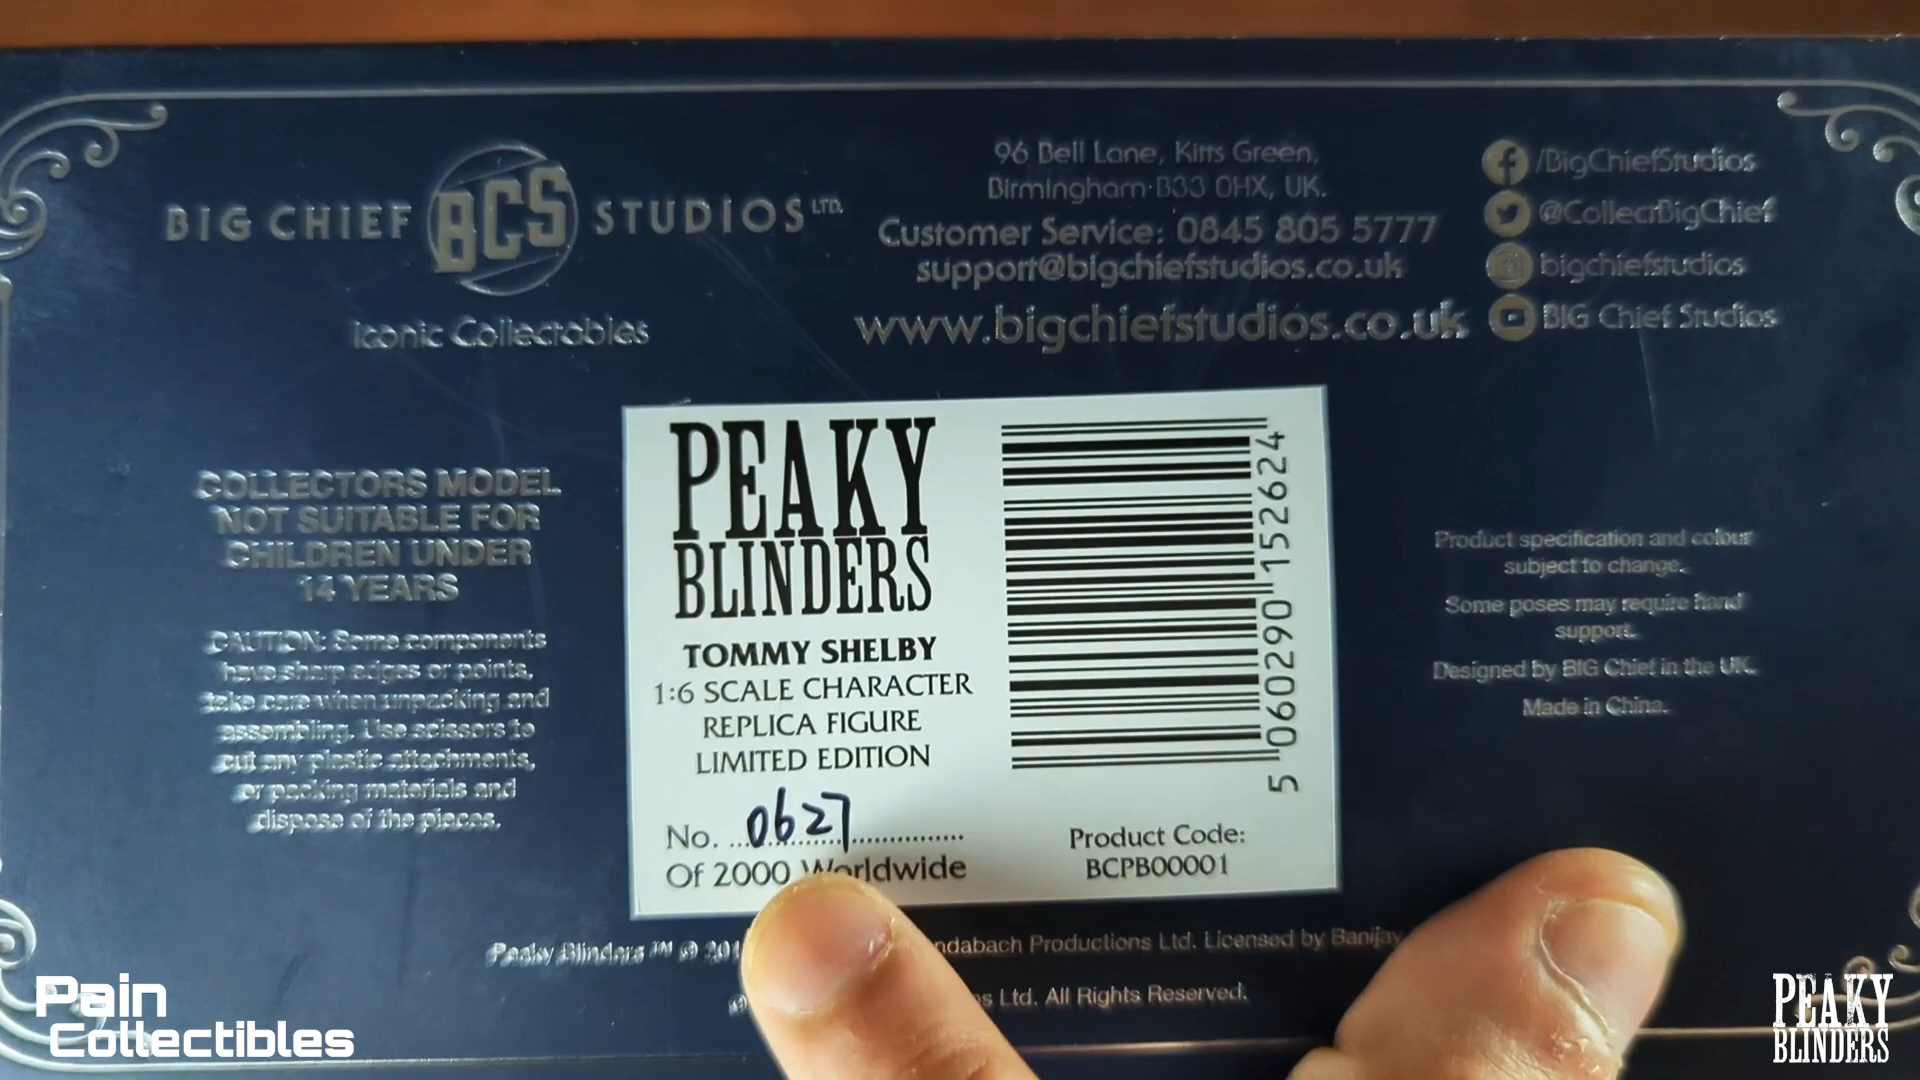 BIG CHIEF BCS STUDIOS LTD.
Iconic Collectables
96 Bell Lane, Kitts Green,
Birmingham B33 0HX, UK.
Customer Service: 0845 805 5777
support@bigchiefstudios.co.uk
www.bigchiefstudios.co.uk
/BigChiefStudios
@CollectBigChief
bigchiefstudios
BIG Chief Studios
COLLECTORS MODEL
NOT SUITABLE FOR
CHILDREN UNDER
14 YEARS
CAUTION: Some components
have sharp edges or points,
take care when unpacking and
assembling. Use scissors to
cut any plastic attachments,
or packing materials and
dispose of the pieces.
PEAKY
BLINDERS
TOMMY SHELBY
1:6 SCALE CHARACTER
REPLICA FIGURE
LIMITED EDITION
No. 0627
Of 2000 Worldwide
5 060290 152624
Product Code:
BCPB00001
Product specification and colour
subject to change.
Some poses may require hand
support.
Designed by BIG Chief in the UK.
Made in China.
Peaky Blinders ™ © Productions Ltd. Licensed by Banijay
© Ltd. All Rights Reserved.
Pain
Collectibles
PEAKY
BLINDERS